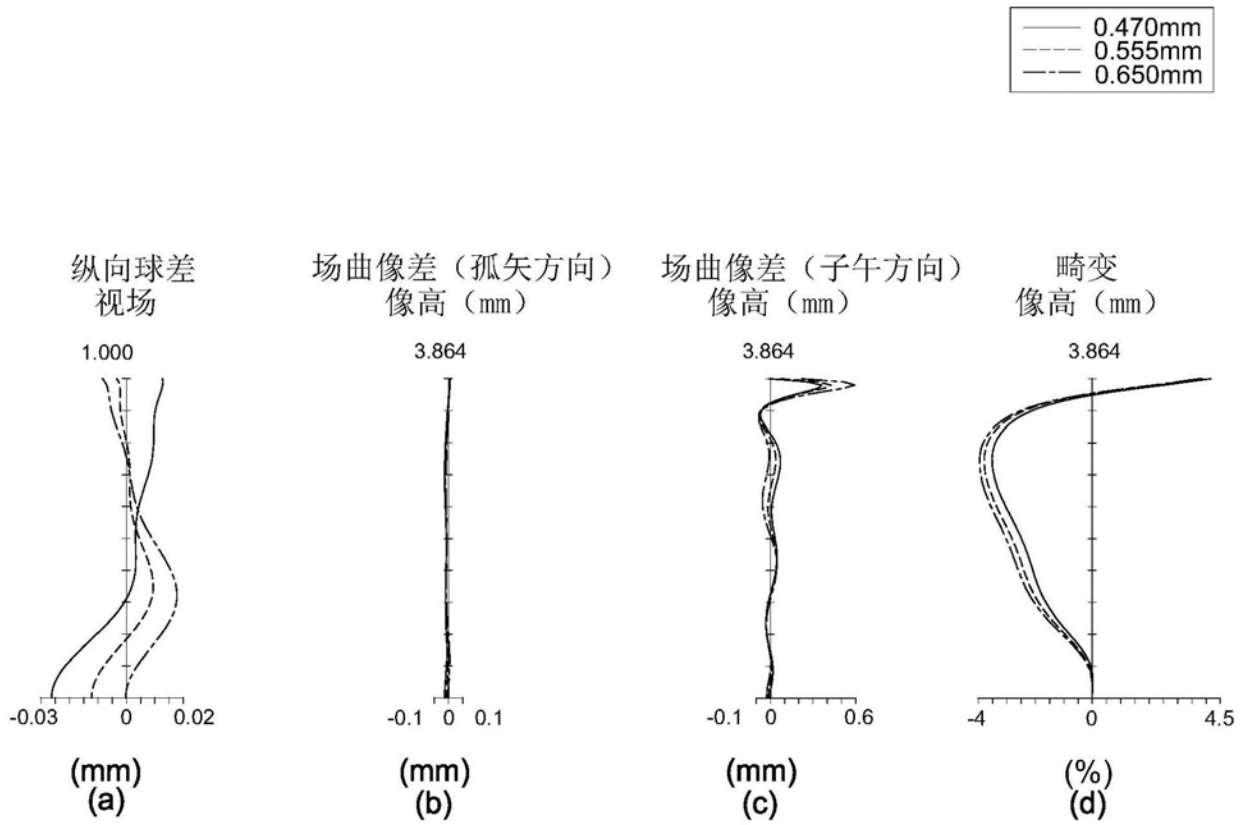 0.470mm
0.555mm
0.650mm
纵向球差
视场
场曲像差（孤矢方向）
像高（mm）
场曲像差（子午方向）
像高（mm）
畸变
像高（mm）
1.000
3.864
3.864
3.864
-0.03 0 0.02
-0.1 0 0.1
-0.1 0 0.6
-4 0 4.5
(mm)
(a)
(mm)
(b)
(mm)
(c)
(%)
(d)